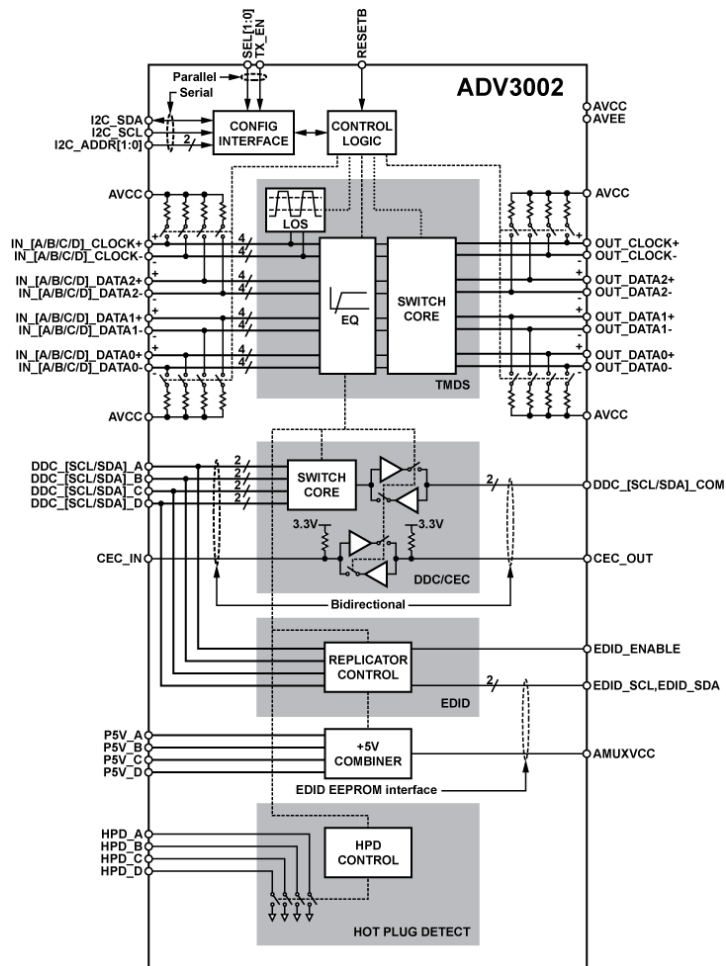 SEL[1:0]
TX_EN
RESETB
ADV3002
Parallel
Serial
I2C_SDA
I2C_SCL
I2C_ADDR[1:0]
2
CONFIG
INTERFACE
CONTROL
LOGIC
AVCC
AVEE
AVCC
AVCC
LOS
+
IN_[A/B/C/D]_CLOCK+
IN_[A/B/C/D]_CLOCK-
-
4
4
+
IN_[A/B/C/D]_DATA2+
IN_[A/B/C/D]_DATA2-
-
4
4
+
IN_[A/B/C/D]_DATA1+
IN_[A/B/C/D]_DATA1-
-
4
4
+
IN_[A/B/C/D]_DATA0+
IN_[A/B/C/D]_DATA0-
-
4
4
EQ
SWITCH
CORE
TMDS
+
OUT_CLOCK+
OUT_CLOCK-
-
+
OUT_DATA2+
OUT_DATA2-
-
+
OUT_DATA1+
OUT_DATA1-
-
+
OUT_DATA0+
OUT_DATA0-
-
AVCC
AVCC
DDC_[SCL/SDA]_A
DDC_[SCL/SDA]_B
DDC_[SCL/SDA]_C
DDC_[SCL/SDA]_D
2
2
2
2
SWITCH
CORE
2
DDC_[SCL/SDA]_COM
3.3V
3.3V
CEC_IN
CEC_OUT
DDC/CEC
Bidirectional
REPLICATOR
CONTROL
EDID_ENABLE
2
EDID_SCL,EDID_SDA
EDID
P5V_A
P5V_B
P5V_C
P5V_D
+5V
COMBINER
AMUXVCC
EDID EEPROM interface
HPD_A
HPD_B
HPD_C
HPD_D
HPD
CONTROL
HOT PLUG DETECT